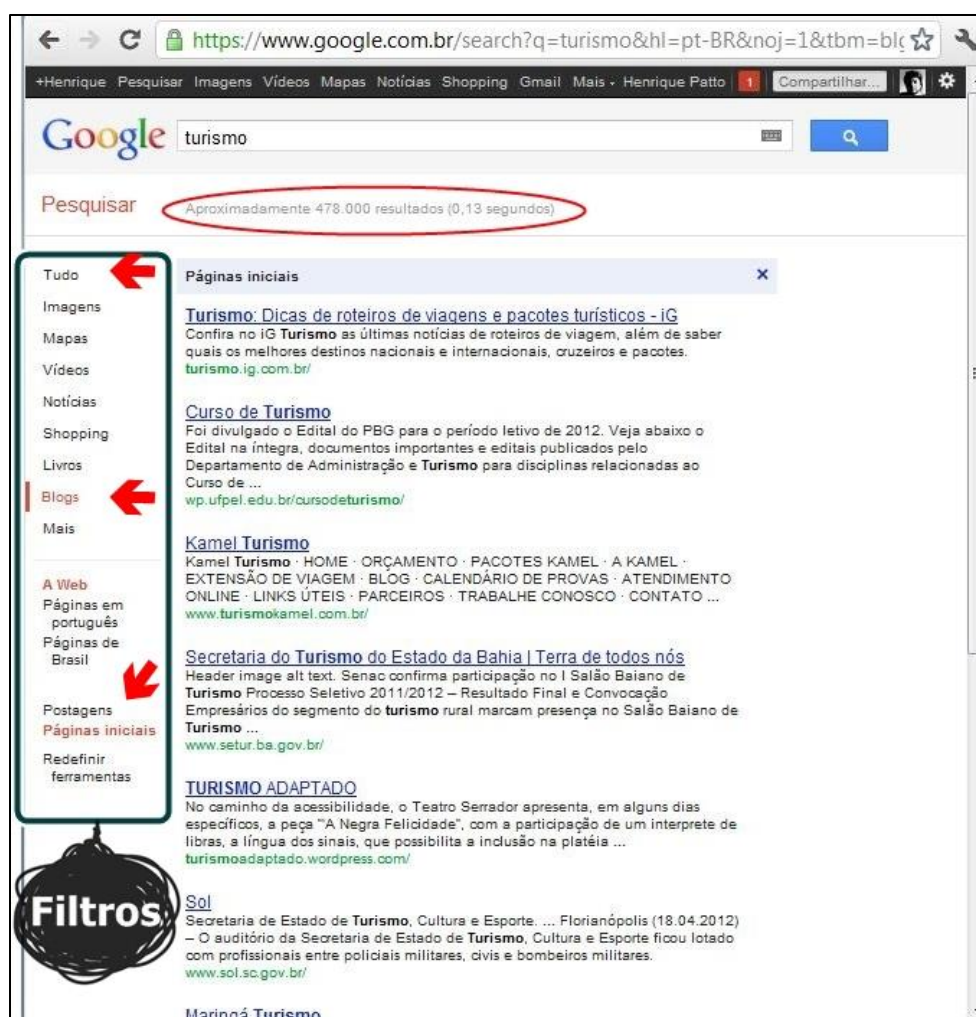 https://www.google.com.br/search?q=turismo&hl=pt-BR&noj=1&tbm=blg
+Henrique Pesquisar Imagens Vídeos Mapas Notícias Shopping Gmail Mais Henrique Patto 1 Compartilhar...
Google turismo
Pesquisar Aproximadamente 478.000 resultados (0,13 segundos)
Tudo
Imagens
Mapas
Vídeos
Notícias
Shopping
Livros
Blogs
Mais
A Web
Páginas em
português
Páginas de
Brasil
Postagens
Páginas iniciais
Redefinir
ferramentas
Filtros
Páginas iniciais
Turismo: Dicas de roteiros de viagens e pacotes turísticos - iG
Confira no iG Turismo as últimas notícias de roteiros de viagem, além de saber
quais os melhores destinos nacionais e internacionais, cruzeiros e pacotes.
turismo.ig.com.br/
Curso de Turismo
Foi divulgado o Edital do PBG para o período letivo de 2012. Veja abaixo o
Edital na íntegra, documentos importantes e editais publicados pelo
Departamento de Administração e Turismo para disciplinas relacionadas ao
Curso de ...
wp.ufpel.edu.br/cursodeturismo/
Kamel Turismo
Kamel Turismo · HOME · ORÇAMENTO · PACOTES KAMEL · A KAMEL ·
EXTENSÃO DE VIAGEM · BLOG · CALENDÁRIO DE PROVAS · ATENDIMENTO
ONLINE · LINKS ÚTEIS · PARCEIROS · TRABALHE CONOSCO · CONTATO ...
www.turismokamel.com.br/
Secretaria do Turismo do Estado da Bahia | Terra de todos nós
Header image alt text. Senac confirma participação no I Salão Baiano de
Turismo Processo Seletivo 2011/2012 – Resultado Final e Convocação
Empresários do segmento do turismo rural marcam presença no Salão Baiano de
Turismo ...
www.setur.ba.gov.br/
TURISMO ADAPTADO
No caminho da acessibilidade, o Teatro Serrador apresenta, em alguns dias
específicos, a peça "'A Negra Felicidade", com a participação de um interprete de
libras, a língua dos sinais, que possibilita a inclusão na platéia ...
turismoadaptado.wordpress.com/
Sol
Secretaria de Estado de Turismo, Cultura e Esporte. ... Florianópolis (18.04.2012)
– O auditório da Secretaria de Estado de Turismo, Cultura e Esporte ficou lotado
com profissionais entre policiais militares, civis e bombeiros militares.
www.sol.sc.gov.br/
Maringá Turismo